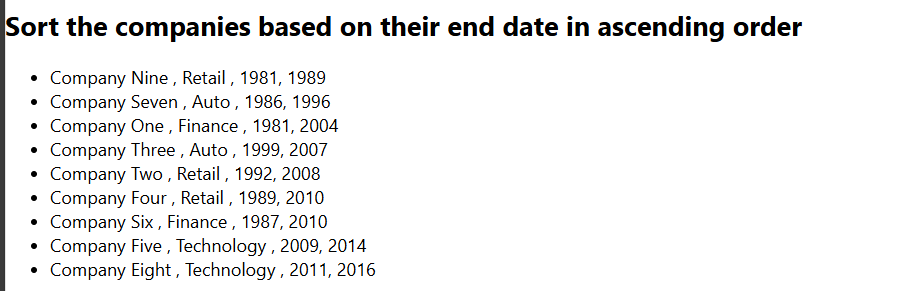 Sort the companies based on their end date in ascending order
Company Nine , Retail , 1981, 1989
Company Seven , Auto , 1986, 1996
Company One , Finance , 1981, 2004
Company Three , Auto , 1999, 2007
Company Two , Retail , 1992, 2008
Company Four , Retail , 1989, 2010
Company Six , Finance , 1987, 2010
Company Five , Technology , 2009, 2014
Company Eight , Technology , 2011, 2016